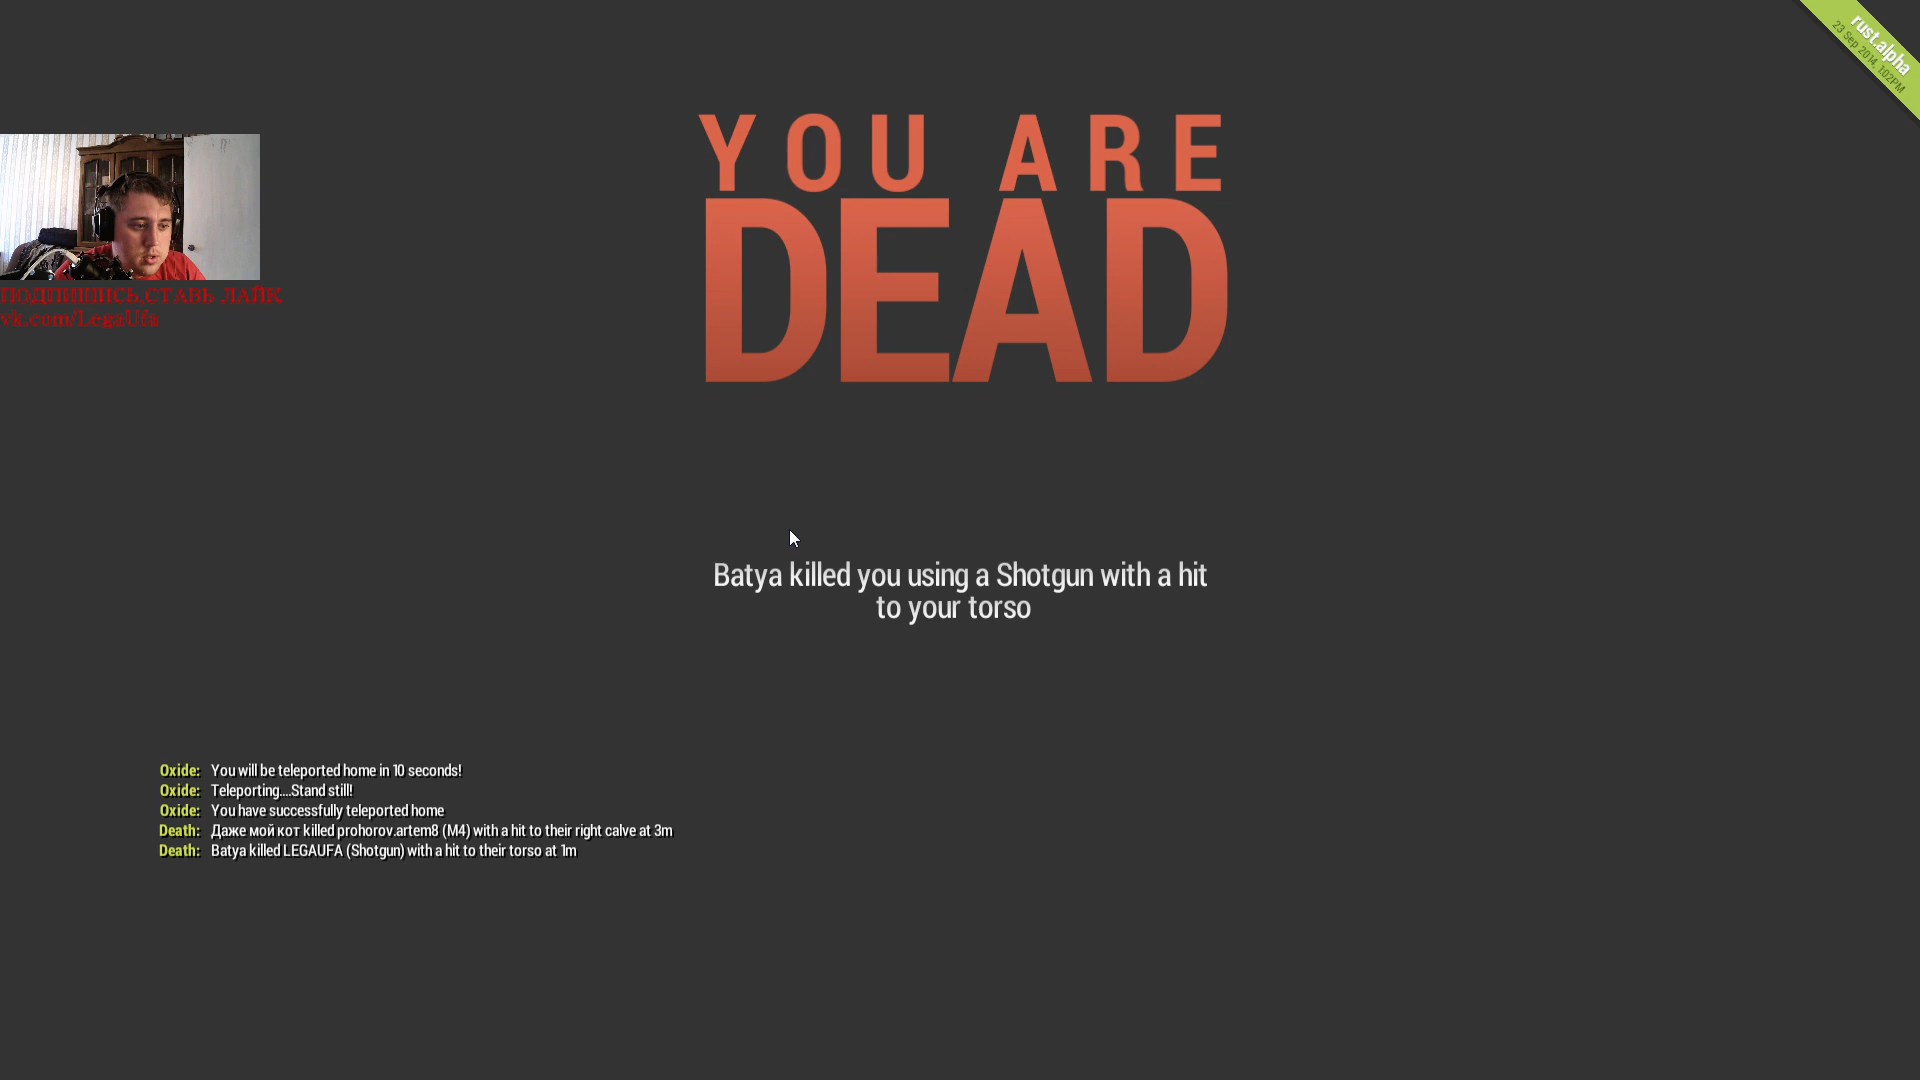 rust.alpha
23 Sep 2014, 1:02PM
YOU ARE
DEAD
ПОДПИШИСЬ,СТАВЬ ЛАЙК
vk.com/LegaUfa
Batya killed you using a Shotgun with a hit
to your torso
Oxide: You will be teleported home in 10 seconds!
Oxide: Teleporting....Stand still!
Oxide: You have successfully teleported home
Death: Даже мой кот killed prohorov.artem8 (M4) with a hit to their right calve at 3m
Death: Batya killed LEGAUFA (Shotgun) with a hit to their torso at 1m